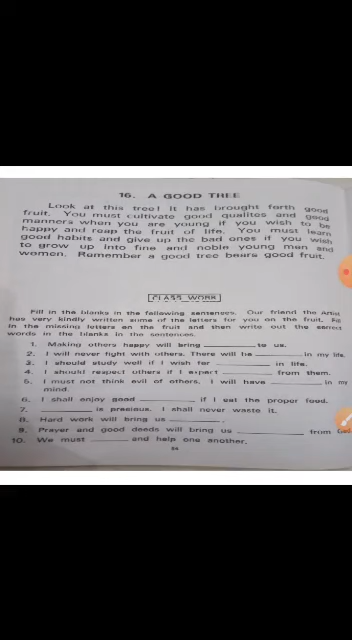 16. A GOOD TREE
Look at this tree! It has brought forth good
fruit. You must cultivate good qualites and good
manners when you are young if you wish to be
happy and reap the fruit of life. You must learn
good habits and give up the bad ones if you wish
to grow up into fine and noble young men and
women. Remember a good tree bears good fruit.
CLASS WORK
Fill in the blanks in the following sentences. Our friend the Artist
has very kindly written some of the letters for you on the fruit. Fill
in the missing letters on the fruit and then write out the correct
words in the blanks in the sentences.
1. Making others happy will bring ________ to us.
2. I will never fight with others. There will be ________ in my life.
3. I should study well if I wish for ________ in life.
4. I should respect others if I expect ________ from them.
5. I must not think evil of others. I will have ________ in my
mind.
6. I shall enjoy good ________ if I eat the proper food.
7. ________ is precious. I shall never waste it.
8. Hard work will bring us ________.
9. Prayer and good deeds will bring us ________ from God
10. We must ________ and help one another.